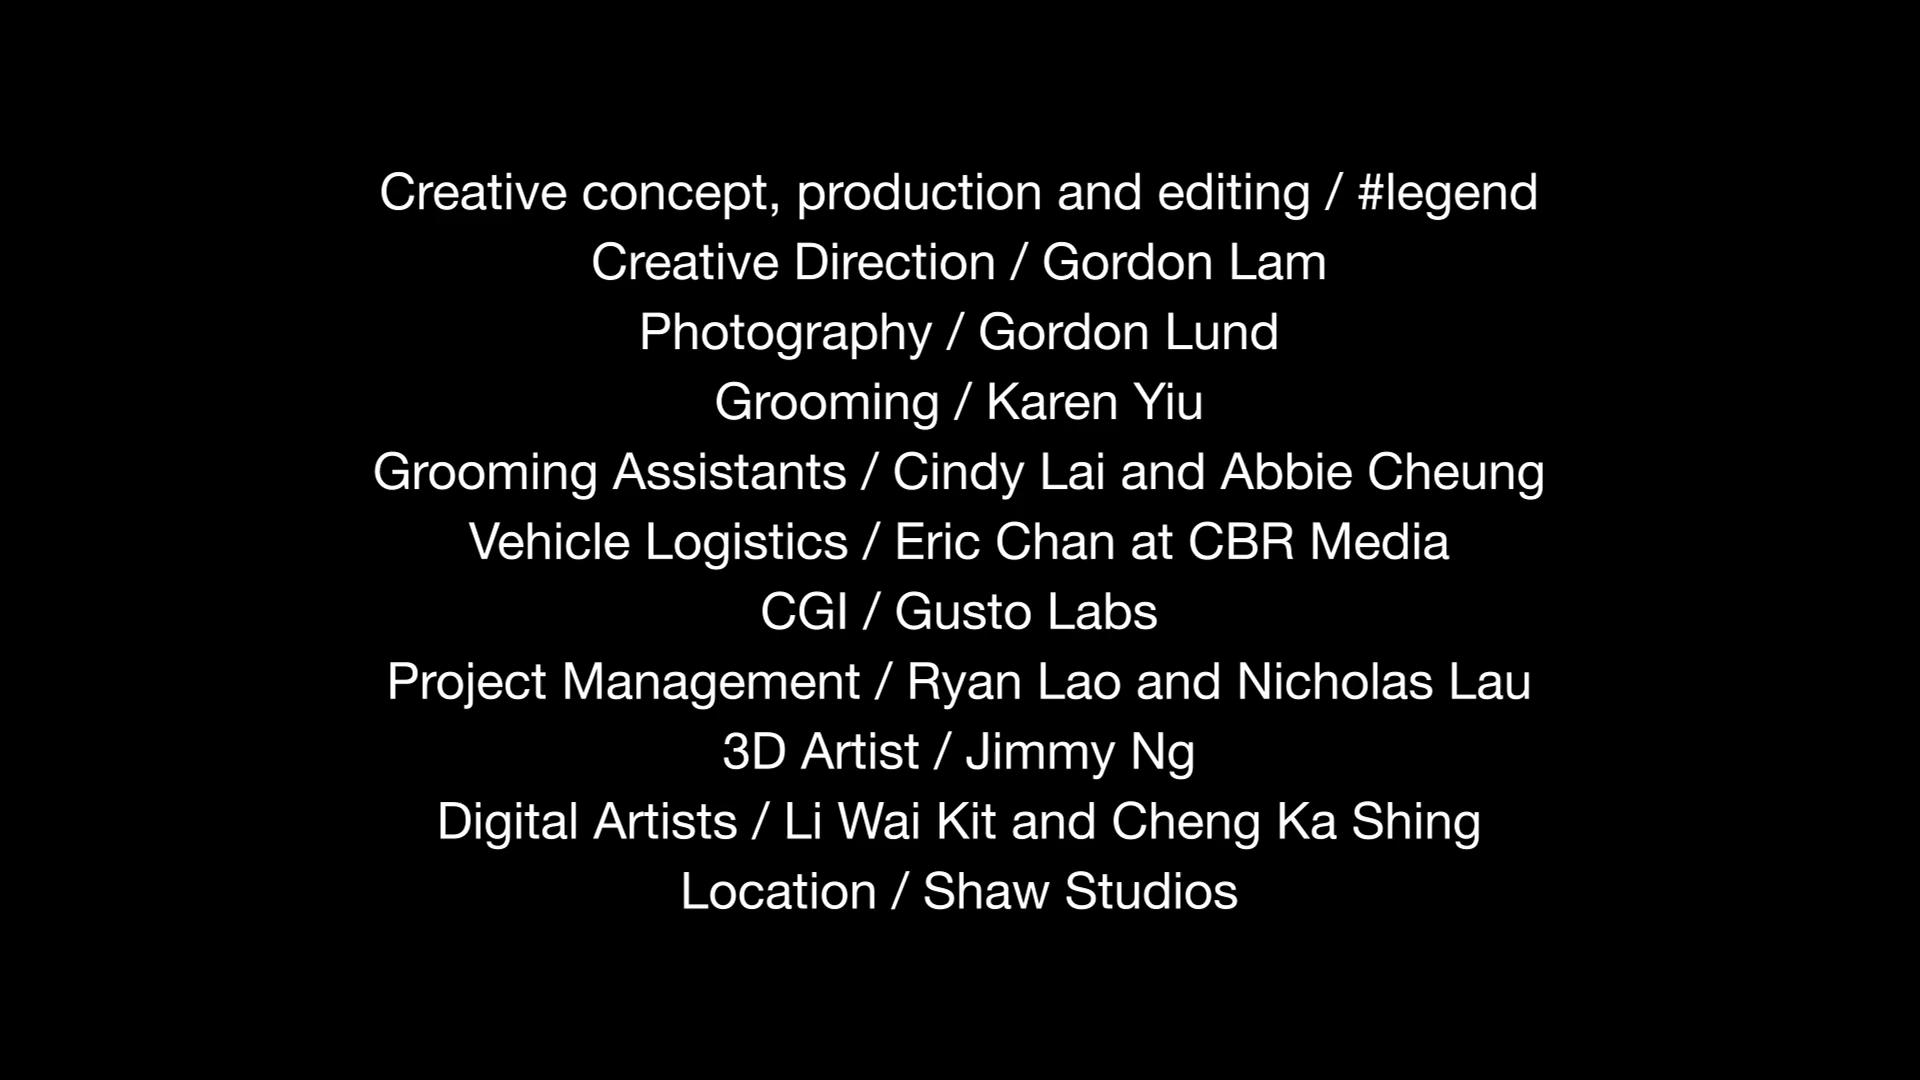 Creative concept, production and editing / #legend
Creative Direction / Gordon Lam
Photography / Gordon Lund
Grooming / Karen Yiu
Grooming Assistants / Cindy Lai and Abbie Cheung
Vehicle Logistics / Eric Chan at CBR Media
CGI / Gusto Labs
Project Management / Ryan Lao and Nicholas Lau
3D Artist / Jimmy Ng
Digital Artists / Li Wai Kit and Cheng Ka Shing
Location / Shaw Studios